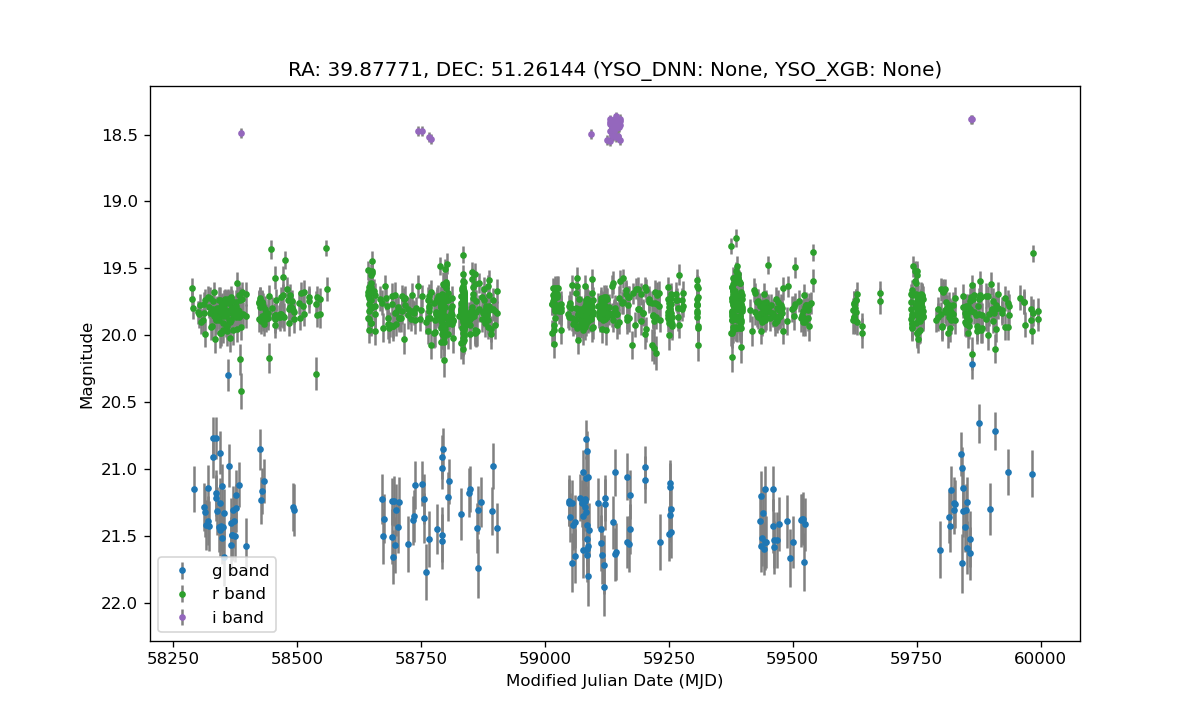 RA: 39.87771, DEC: 51.26144 (YSO_DNN: None, YSO_XGB: None)
18.5
19.0
19.5
20.0
20.5
21.0
21.5
22.0
Magnitude
g band
r band
i band
58250 58500 58750 59000 59250 59500 59750 60000
Modified Julian Date (MJD)